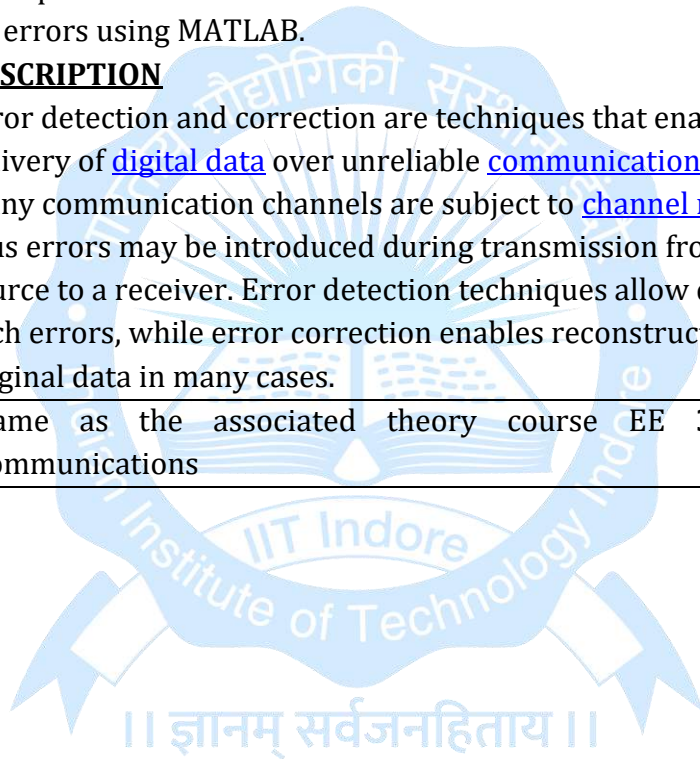 errors using MATLAB.
SCRIPTION
ror detection and correction are techniques that ena
ivery of digital data over unreliable communication
ny communication channels are subject to channel
us errors may be introduced during transmission fro
urce to a receiver. Error detection techniques allow
ch errors, while error correction enables reconstruc
ginal data in many cases.
ame as the associated theory course EE
ommunications
भारतीय प्रौद्योगिकी संस्थान इंदौर
Indian Institute of Technology Indore
IIT Indore
।। ज्ञानम् सर्वजनहिताय ।।